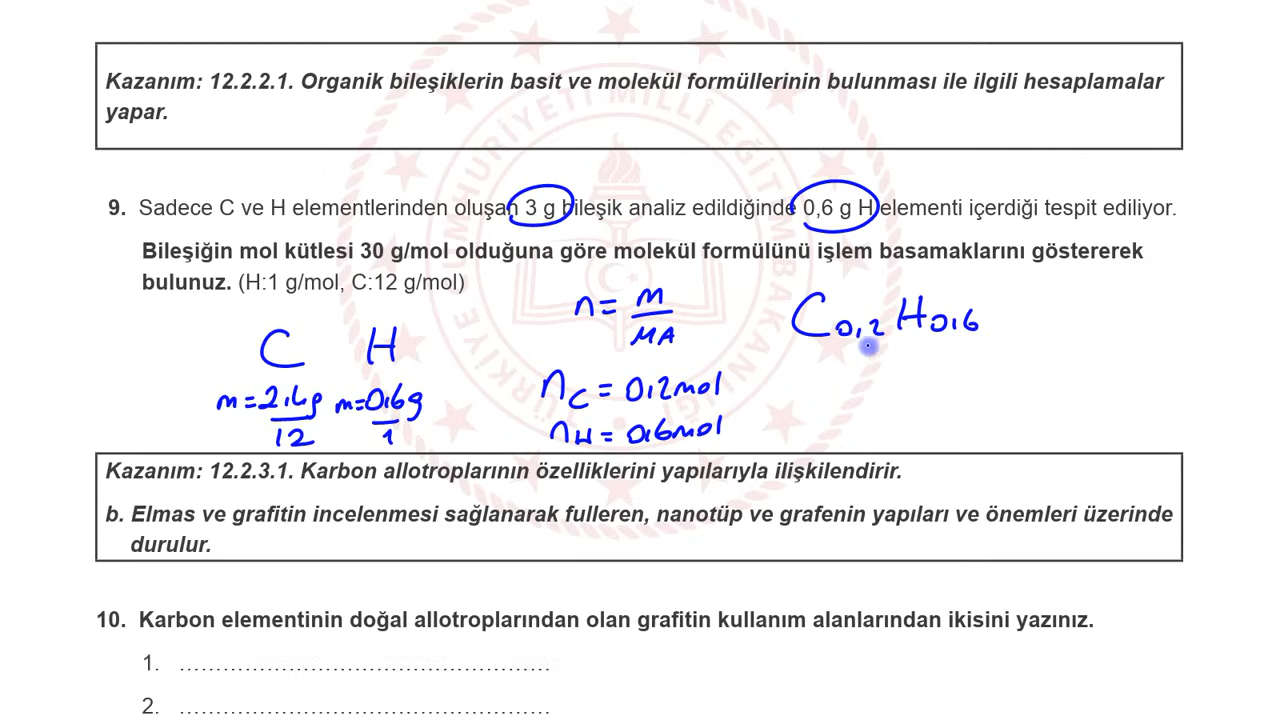 Kazanım: 12.2.2.1. Organik bileşiklerin basit ve molekül formüllerinin bulunması ile ilgili hesaplamalar
yapar.
9. Sadece C ve H elementlerinden oluşan 3 g bileşik analiz edildiğinde 0,6 g H elementi içerdiği tespit ediliyor.
Bileşiğin mol kütlesi 30 g/mol olduğuna göre molekül formülünü işlem basamaklarını göstererek
bulunuz. (H:1 g/mol, C:12 g/mol)
C H
m=2,4g/12 m=0,6g/1
n= m/MA
nC = 0,2mol
nH = 0,6mol
C0,2 H0,6
Kazanım: 12.2.3.1. Karbon allotroplarının özelliklerini yapılarıyla ilişkilendirir.
b. Elmas ve grafitin incelenmesi sağlanarak fulleren, nanotüp ve grafenin yapıları ve önemleri üzerinde
durulur.
10. Karbon elementinin doğal allotroplarından olan grafitin kullanım alanlarından ikisini yazınız.
1. ..................................................
2. ..................................................